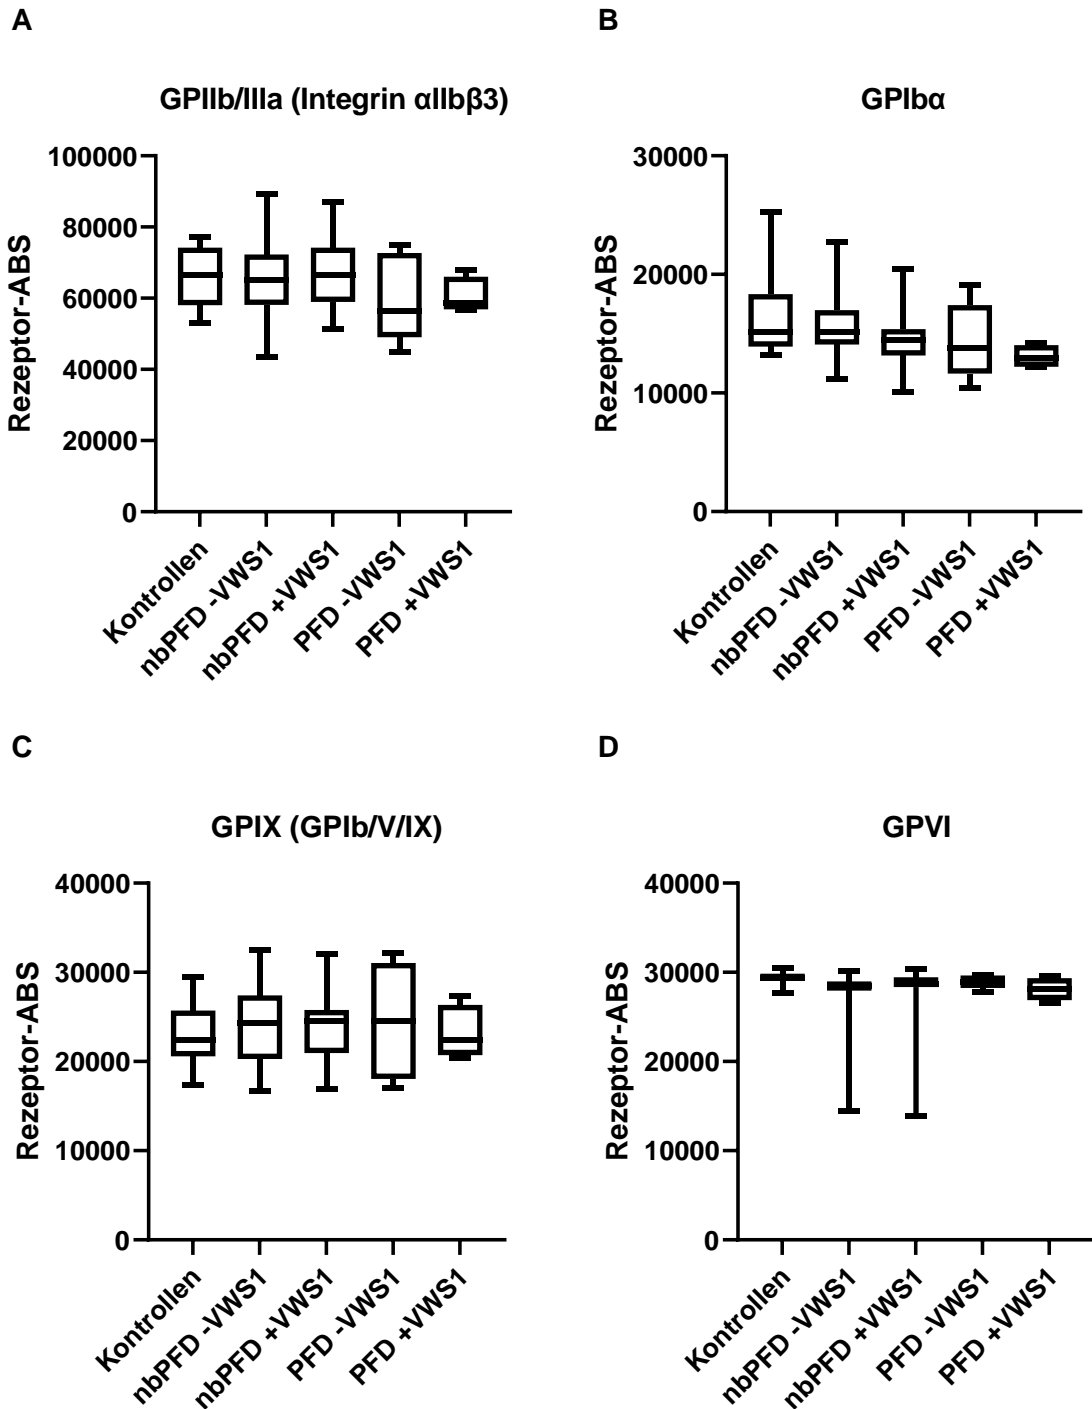 A
GPIIb/IIIa (Integrin αIIbβ3)
Rezeptor-ABS
100000
80000
60000
40000
20000
0
Kontrollen
nbPFD -VWS1
nbPFD +VWS1
PFD -VWS1
PFD +VWS1
B
GPIbα
Rezeptor-ABS
30000
20000
10000
0
Kontrollen
nbPFD -VWS1
nbPFD +VWS1
PFD -VWS1
PFD +VWS1
C
GPIX (GPIb/V/IX)
Rezeptor-ABS
40000
30000
20000
10000
0
Kontrollen
nbPFD -VWS1
nbPFD +VWS1
PFD -VWS1
PFD +VWS1
D
GPVI
Rezeptor-ABS
40000
30000
20000
10000
0
Kontrollen
nbPFD -VWS1
nbPFD +VWS1
PFD -VWS1
PFD +VWS1